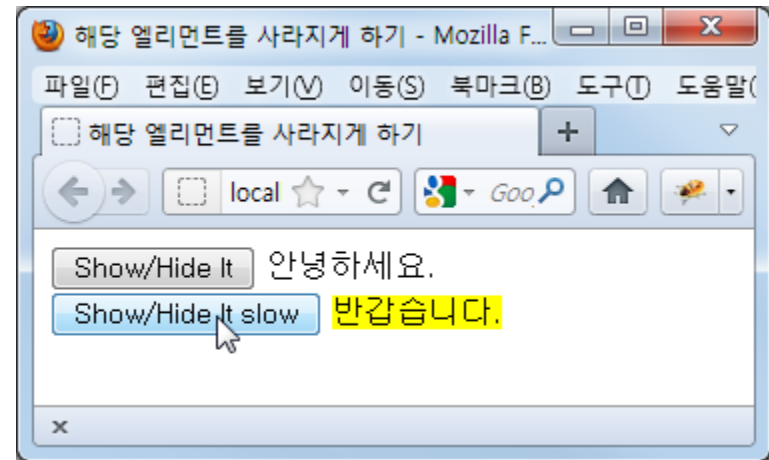 해당 엘리먼트를 사라지게 하기 - Mozilla F...
파일(F) 편집(E) 보기(V) 이동(S) 북마크(B) 도구(T) 도움말(
해당 엘리먼트를 사라지게 하기
local Goo
Show/Hide It 안녕하세요.
Show/Hide It slow 반갑습니다.